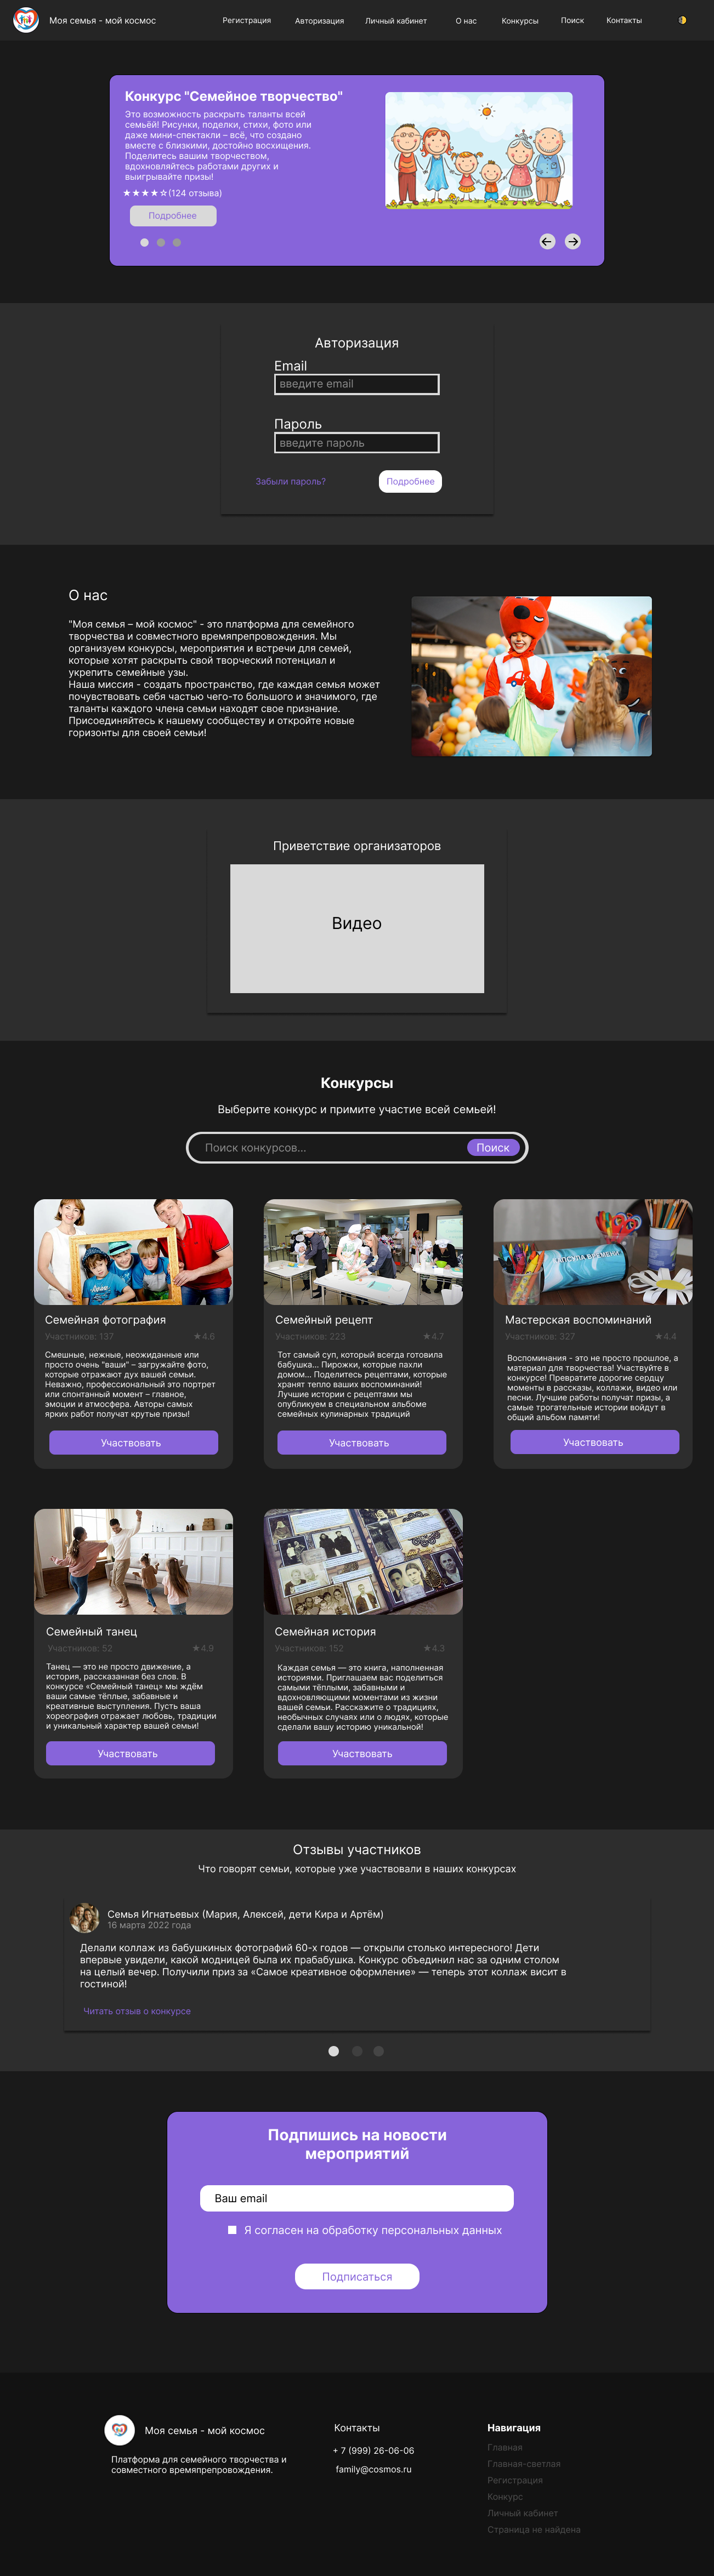 Моя семья - мой космос
Регистрация
Авторизация
Личный кабинет
О нас
Конкурсы
Поиск
Контакты
Конкурс "Семейное творчество"
Это возможность раскрыть таланты всей
семьёй! Рисунки, поделки, стихи, фото или
даже мини-спектакли – всё, что создано
вместе с близкими, достойно восхищения.
Поделитесь вашим творчеством,
вдохновляйтесь работами других и
выигрывайте призы!
★★★★☆(124 отзыва)
Подробнее
Авторизация
Email
введите email
Пароль
введите пароль
Забыли пароль?
Подробнее
О нас
"Моя семья – мой космос" - это платформа для семейного
творчества и совместного времяпрепровождения. Мы
организуем конкурсы, мероприятия и встречи для семей,
которые хотят раскрыть свой творческий потенциал и
укрепить семейные узы.
Наша миссия - создать пространство, где каждая семья может
почувствовать себя частью чего-то большого и значимого, где
таланты каждого члена семьи находят свое признание.
Присоединяйтесь к нашему сообществу и откройте новые
горизонты для своей семьи!
Приветствие организаторов
Видео
Конкурсы
Выберите конкурс и примите участие всей семьей!
Поиск конкурсов...
Поиск
Семейная фотография
Участников: 137
★4.6
Смешные, нежные, неожиданные или
просто очень "ваши" – загружайте фото,
которые отражают дух вашей семьи.
Неважно, профессиональный это портрет
или спонтанный момент – главное,
эмоции и атмосфера. Авторы самых
ярких работ получат крутые призы!
Участвовать
Семейный рецепт
Участников: 223
★4.7
Тот самый суп, который всегда готовила
бабушка... Пирожки, которые пахли
домом... Поделитесь рецептами, которые
хранят тепло ваших воспоминаний!
Лучшие истории с рецептами мы
опубликуем в специальном альбоме
семейных кулинарных традиций
Участвовать
КАПСУЛА ВРЕМЕНИ
Мастерская воспоминаний
Участников: 327
★4.4
Воспоминания - это не просто прошлое, а
материал для творчества! Участвуйте в
конкурсе! Превратите дорогие сердцу
моменты в рассказы, коллажи, видео или
песни. Лучшие работы получат призы, а
самые трогательные истории войдут в
общий альбом памяти!
Участвовать
Семейный танец
Участников: 52
★4.9
Танец — это не просто движение, а
история, рассказанная без слов. В
конкурсе «Семейный танец» мы ждём
ваши самые тёплые, забавные и
креативные выступления. Пусть ваша
хореография отражает любовь, традиции
и уникальный характер вашей семьи!
Участвовать
Семейная история
Участников: 152
★4.3
Каждая семья — это книга, наполненная
историями. Приглашаем вас поделиться
самыми тёплыми, забавными и
вдохновляющими моментами из жизни
вашей семьи. Расскажите о традициях,
необычных случаях или о людях, которые
сделали вашу историю уникальной!
Участвовать
Отзывы участников
Что говорят семьи, которые уже участвовали в наших конкурсах
Семья Игнатьевых (Мария, Алексей, дети Кира и Артём)
16 марта 2022 года
Делали коллаж из бабушкиных фотографий 60-х годов — открыли столько интересного! Дети
впервые увидели, какой модницей была их прабабушка. Конкурс объединил нас за одним столом
на целый вечер. Получили приз за «Самое креативное оформление» — теперь этот коллаж висит в
гостиной!
Читать отзыв о конкурсе
Подпишись на новости
мероприятий
Ваш email
Я согласен на обработку персональных данных
Подписаться
Моя семья - мой космос
Платформа для семейного творчества и
совместного времяпрепровождения.
Контакты
+ 7 (999) 26-06-06
family@cosmos.ru
Навигация
Главная
Главная-светлая
Регистрация
Конкурс
Личный кабинет
Страница не найдена